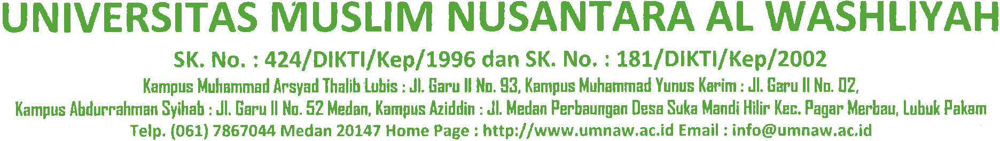 UNIVERSITAS MUSLIM NUSANTARA AL WASHLIYAH
SK. No. : 424/DIKTI/Kep/1996 dan SK. No. : 181/DIKTI/Kep/2002
Kampus Muhammad Arsyad Thalib Lubis : Jl. Garu II No. 93, Kampus Muhammad Yunus Karim : Jl. Garu II No. 02,
Kampus Abdurrahman Syihab : Jl. Garu II No. 52 Medan, Kampus Aziddin : Jl. Medan Perbaungan Desa Suka Mandi Hilir Kec. Pagar Merbau, Lubuk Pakam
Telp. (061) 7867044 Medan 20147 Home Page : http://www.umnaw.ac.id Email : info@umnaw.ac.id